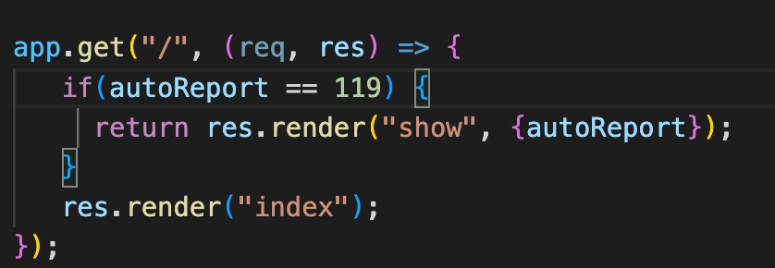 app.get("/", (req, res) => {
if(autoReport == 119) {
return res.render("show", {autoReport});
}
res.render("index");
});